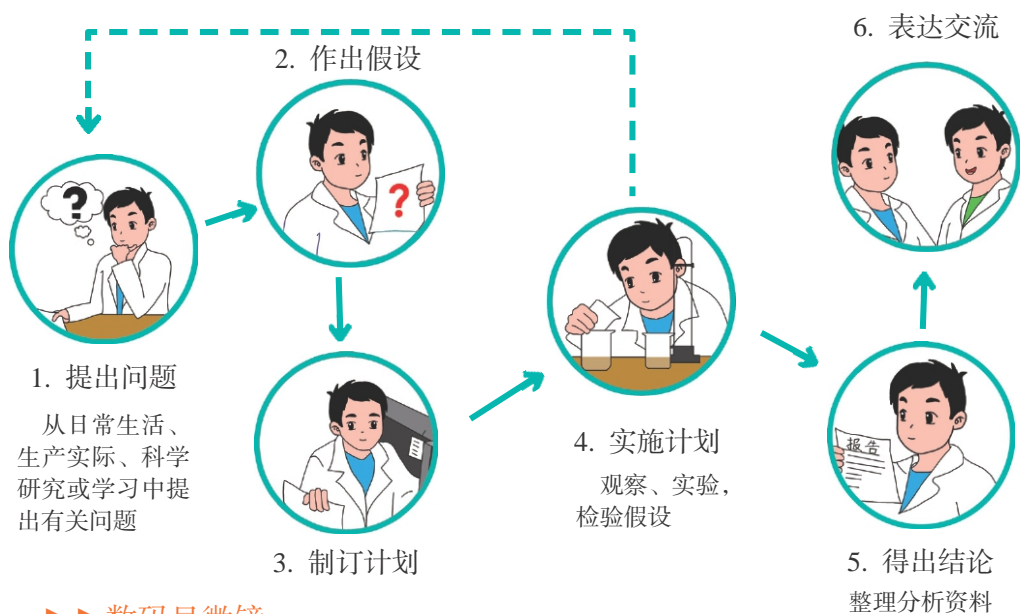 1. 提出问题
从日常生活、
生产实际、科学
研究或学习中提
出有关问题
?
2. 作出假设
?
3. 制订计划
4. 实施计划
观察、实验，
检验假设
5. 得出结论
整理分析资料
报告
6. 表达交流